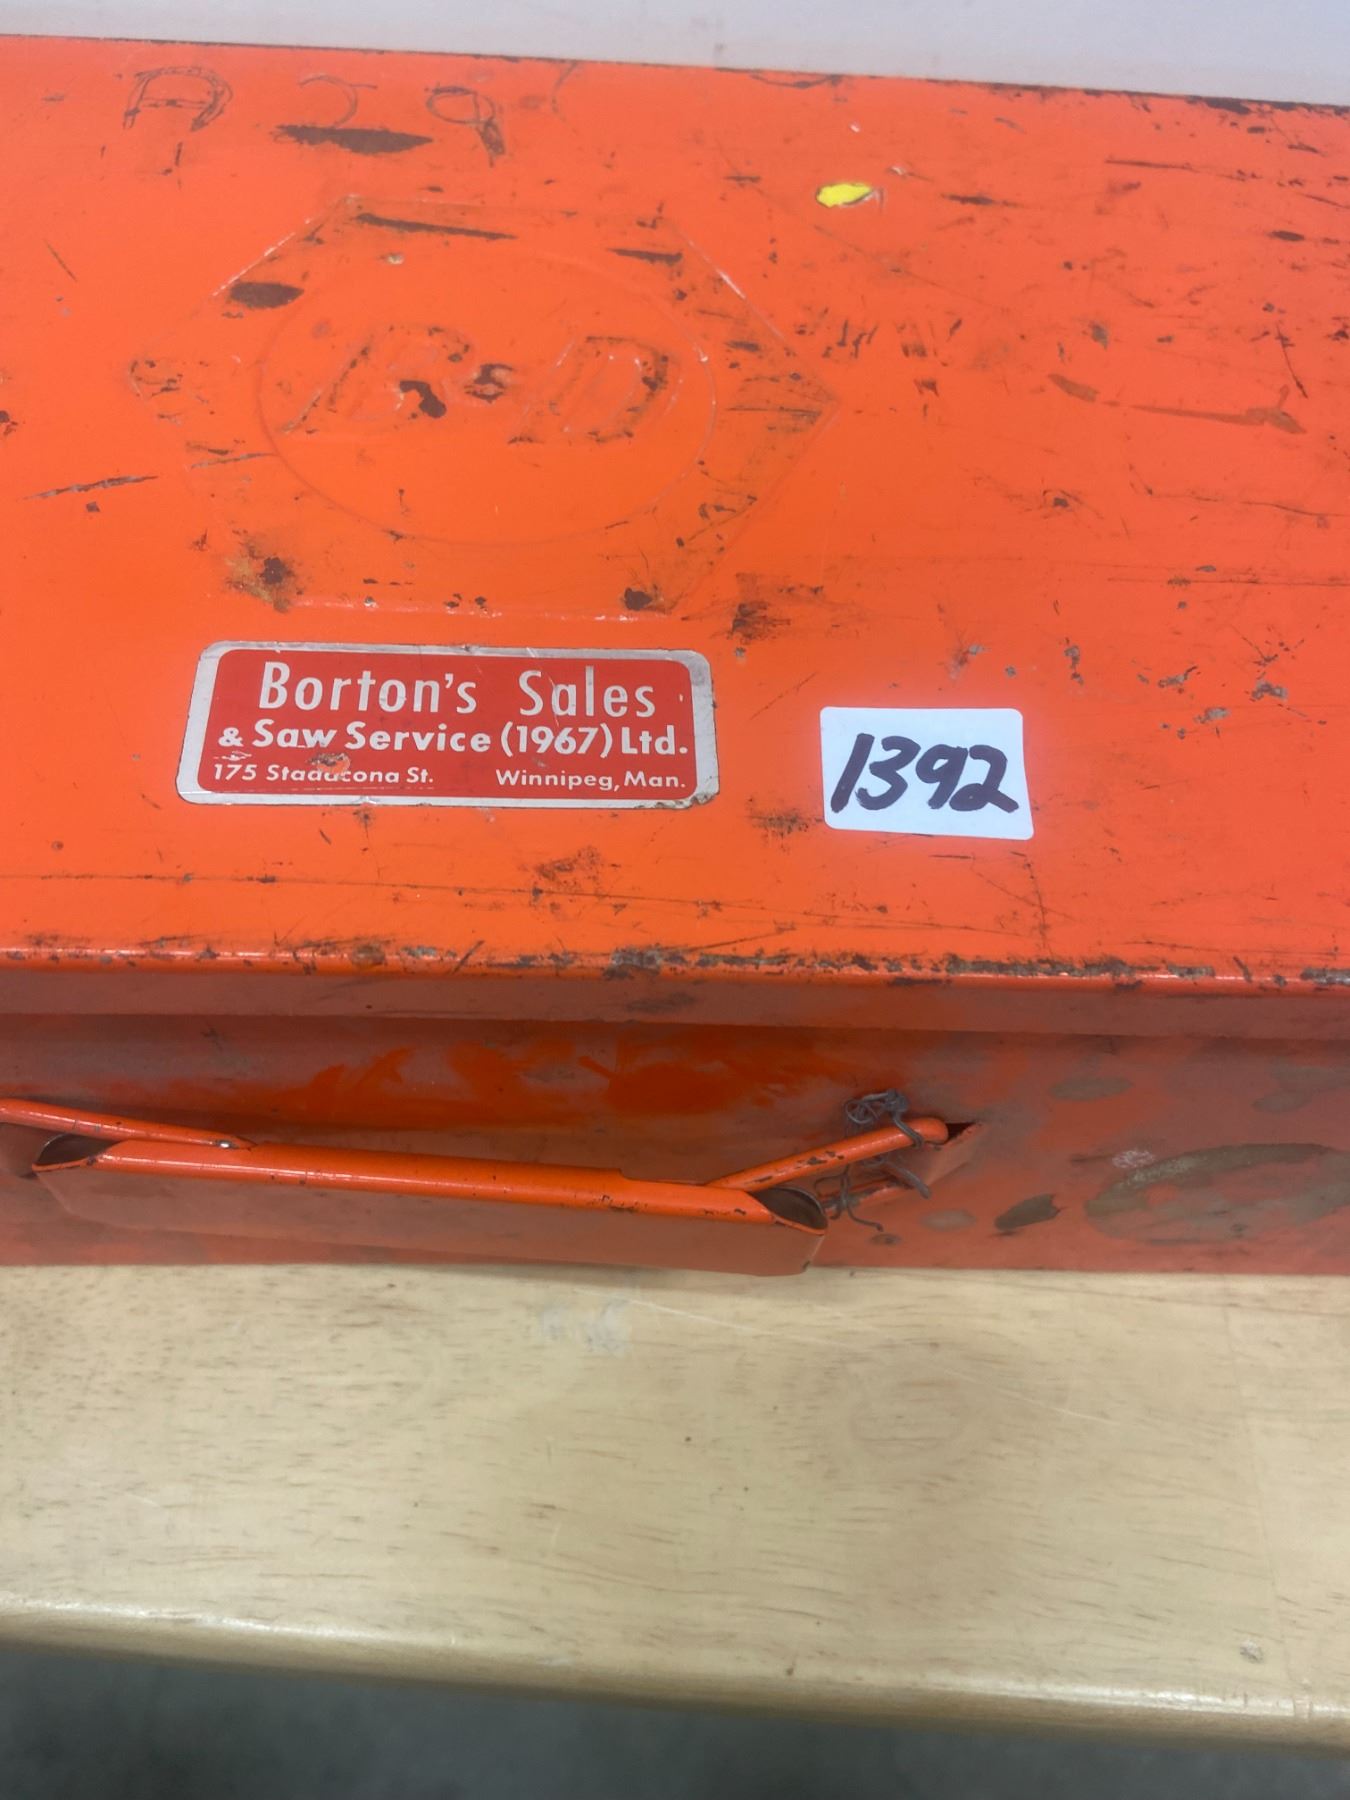 B&D
Borton's Sales
& Saw Service (1967) Ltd.
175 Stadacona St. Winnipeg, Man.
1392